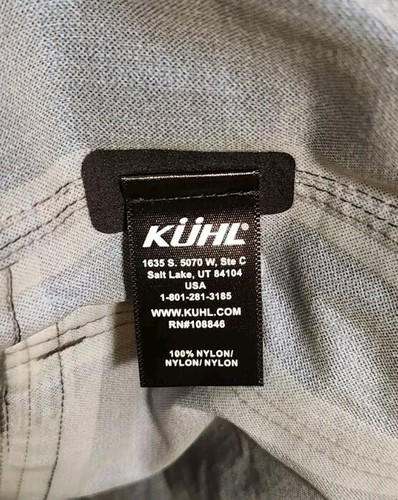 KÜHL
1635 S. 5070 W, Ste C
Salt Lake, UT 84104
USA
1-801-281-3185
WWW.KUHL.COM
RN#108846
100% NYLON/
NYLON/ NYLON